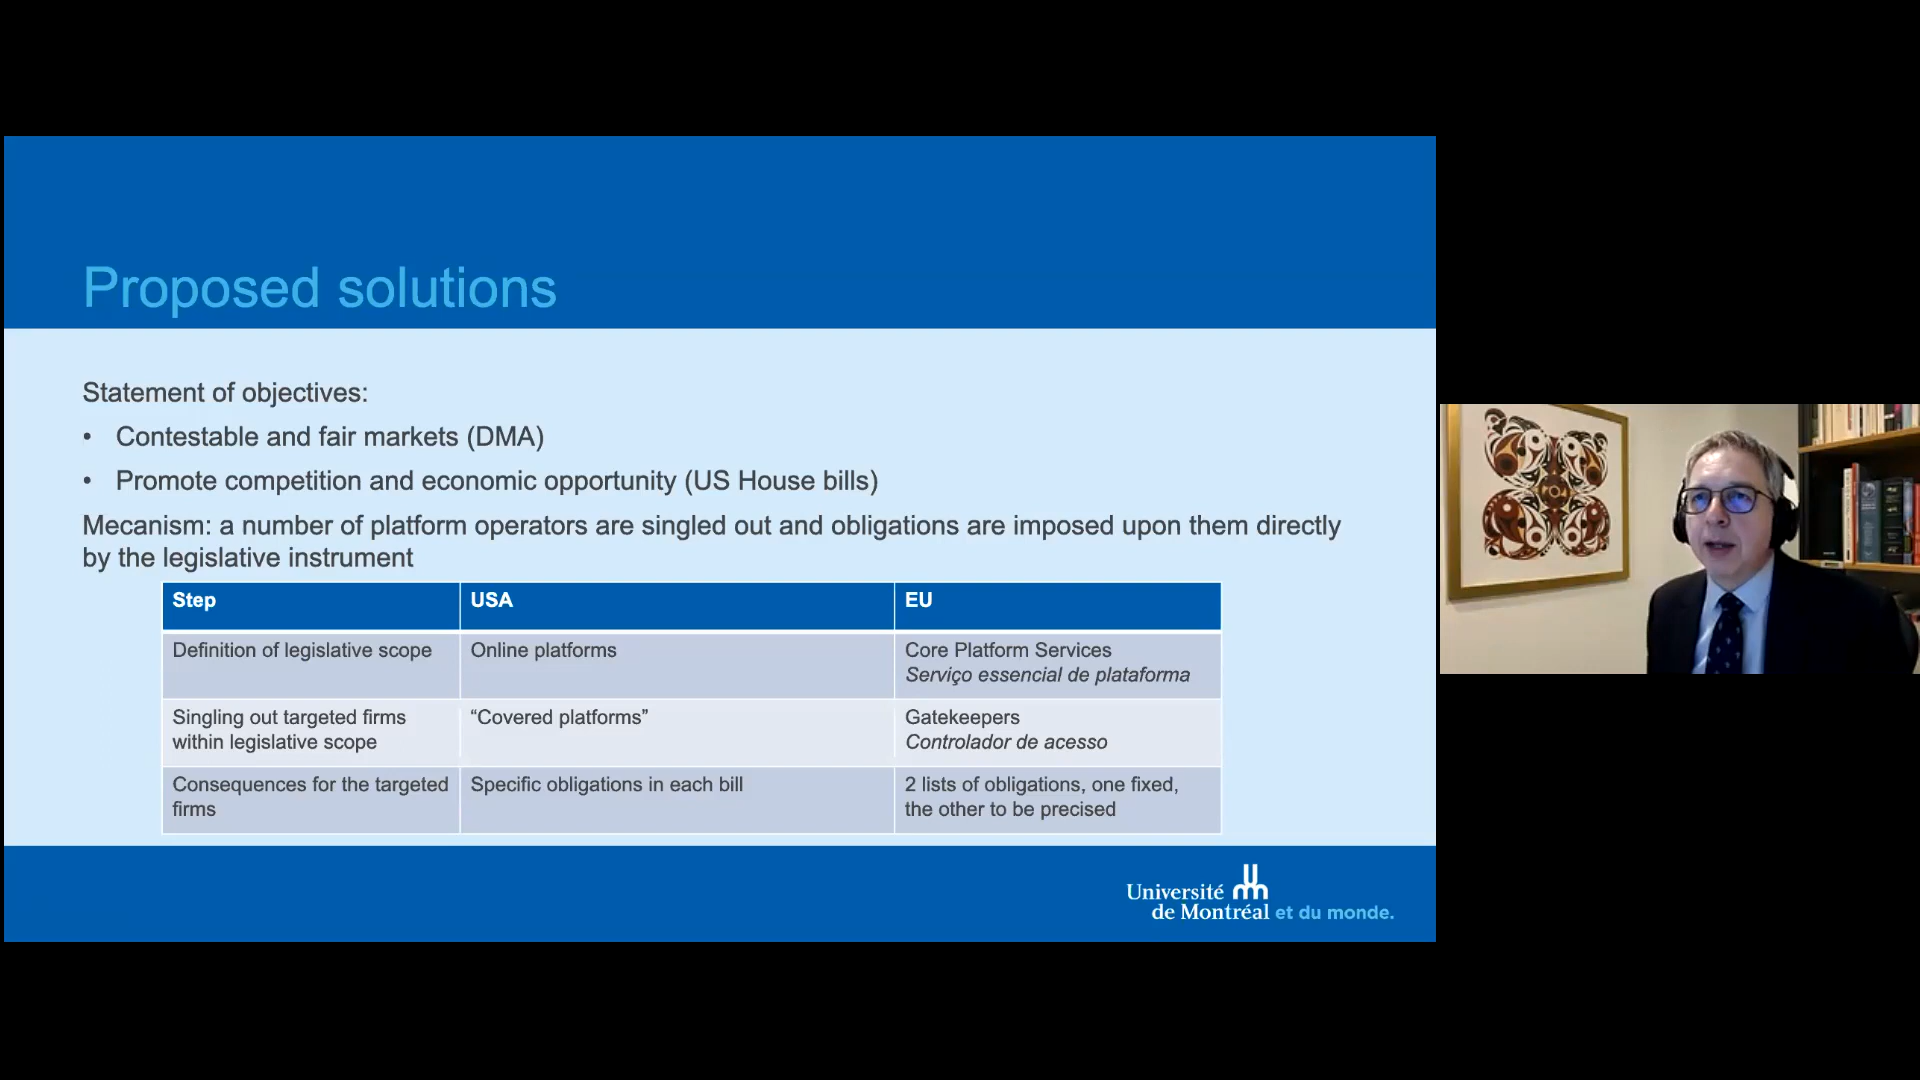 Proposed solutions
Statement of objectives:
• Contestable and fair markets (DMA)
• Promote competition and economic opportunity (US House bills)
Mecanism: a number of platform operators are singled out and obligations are imposed upon them directly
by the legislative instrument
Step USA EU
Definition of legislative scope Online platforms Core Platform Services
Serviço essencial de plataforma
Singling out targeted firms “Covered platforms” Gatekeepers
within legislative scope Controlador de acesso
Consequences for the targeted Specific obligations in each bill 2 lists of obligations, one fixed,
firms the other to be precised
Université
de Montréal et du monde.